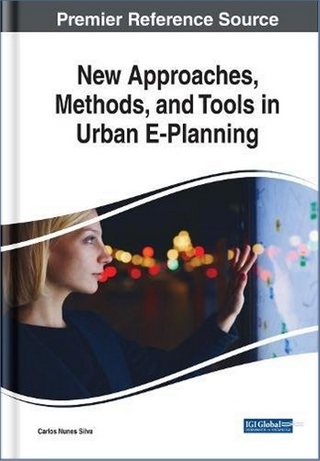 Premier Reference Source
New Approaches,
Methods, and Tools in
Urban E-Planning
Carlos Nunes Silva
IGI Global